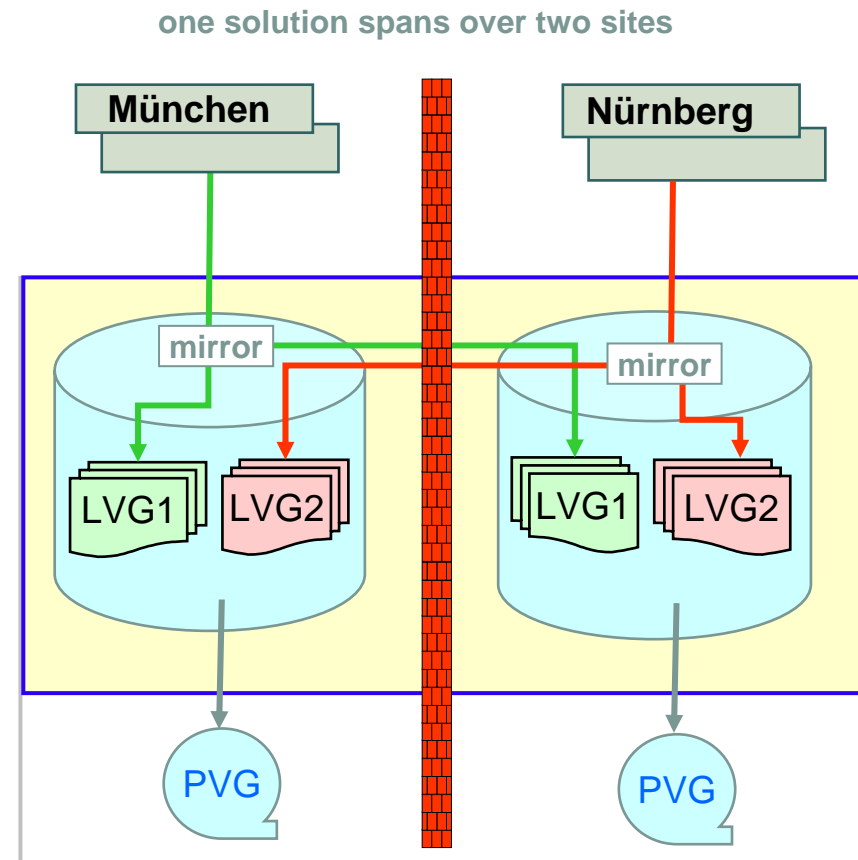 one solution spans over two sites
München
Nürnberg
mirror
mirror
LVG1
LVG2
LVG1
LVG2
PVG
PVG